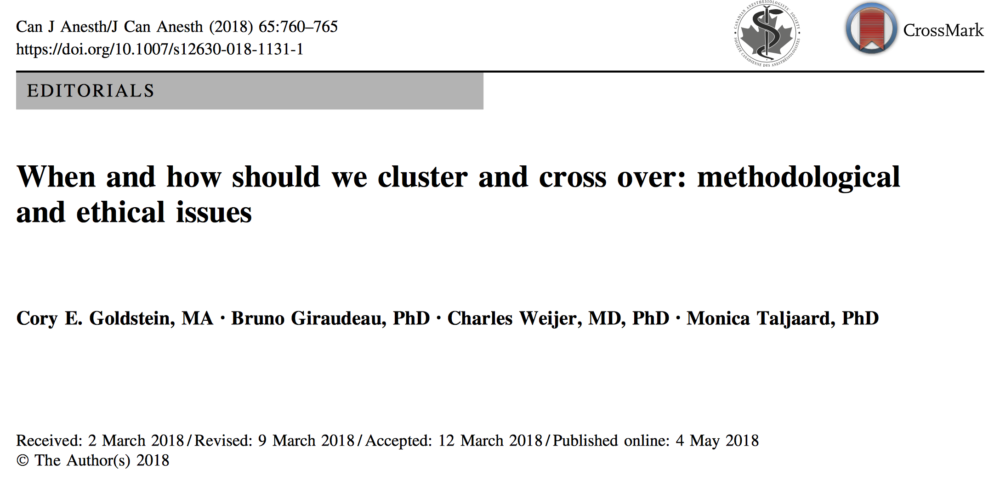 Can J Anesth/J Can Anesth (2018) 65:760–765
https://doi.org/10.1007/s12630-018-1131-1
CANADIAN ANESTHESIOLOGISTS' SOCIETY
SOCIÉTÉ CANADIENNE DES ANESTHÉSIOLOGISTES
CrossMark
EDITORIALS
When and how should we cluster and cross over: methodological
and ethical issues
Cory E. Goldstein, MA · Bruno Giraudeau, PhD · Charles Weijer, MD, PhD · Monica Taljaard, PhD
Received: 2 March 2018 / Revised: 9 March 2018 / Accepted: 12 March 2018 / Published online: 4 May 2018
© The Author(s) 2018